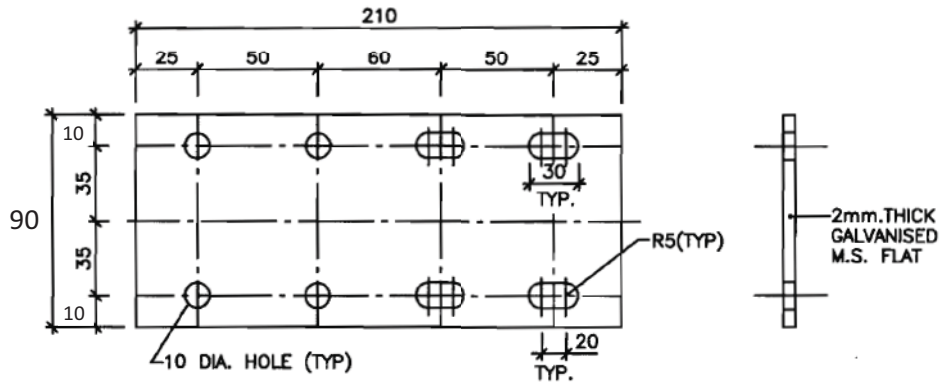 210
25 50 60 50 25
10
35
30
TYP.
90
2mm.THICK
GALVANISED
M.S. FLAT
R5(TYP)
35
10
20
TYP.
10 DIA. HOLE (TYP)